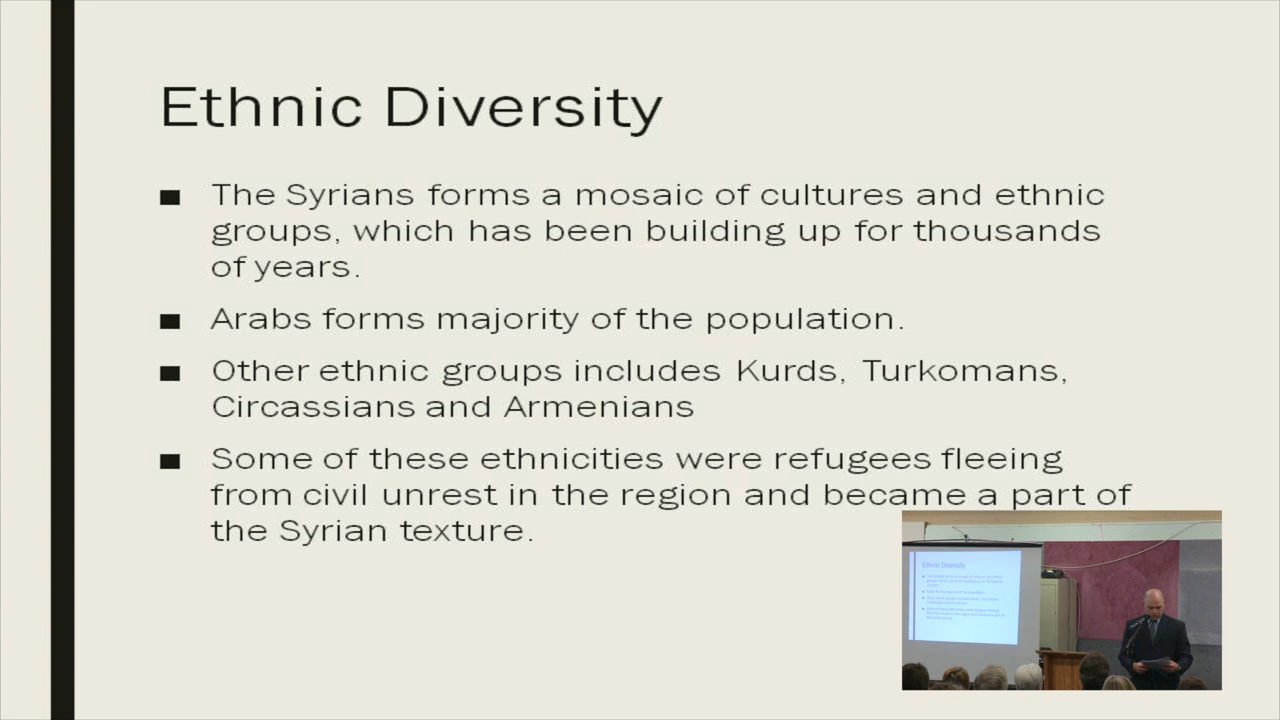 Ethnic Diversity
■ The Syrians forms a mosaic of cultures and ethnic
groups, which has been building up for thousands
of years.
■ Arabs forms majority of the population.
■ Other ethnic groups includes Kurds, Turkomans,
Circassians and Armenians
■ Some of these ethnicities were refugees fleeing
from civil unrest in the region and became a part of
the Syrian texture.
Ethnic Diversity